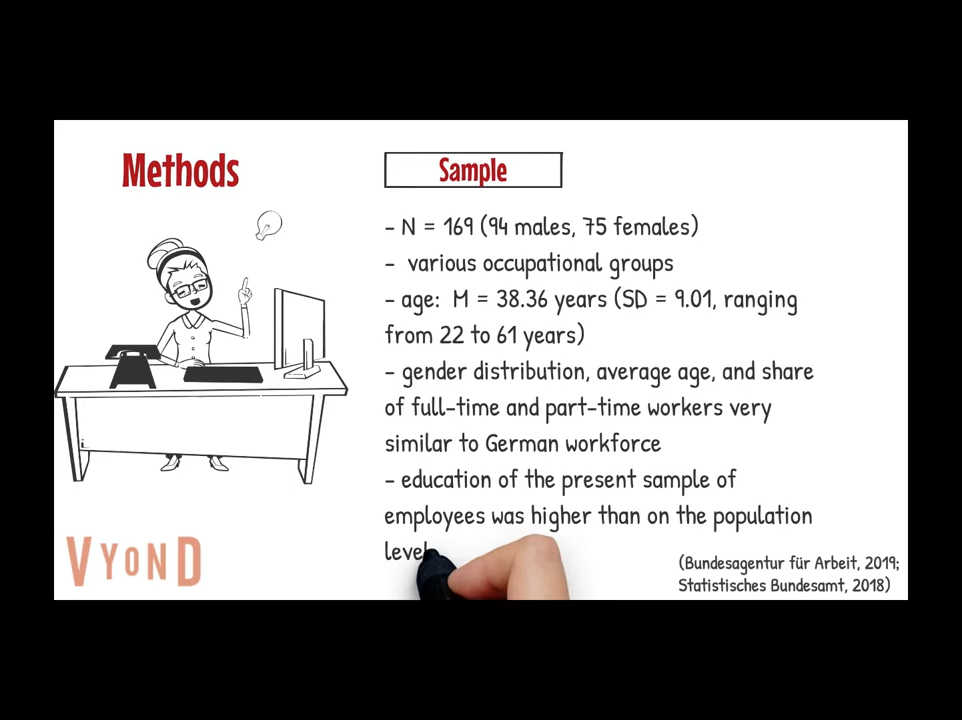 Methods
Sample
- N = 169 (94 males, 75 females)
- various occupational groups
- age: M = 38.36 years (SD = 9.01, ranging
from 22 to 61 years)
- gender distribution, average age, and share
of full-time and part-time workers very
similar to German workforce
- education of the present sample of
employees was higher than on the population
level
(Bundesagentur für Arbeit, 2019;
Statistisches Bundesamt, 2018)
VYOND